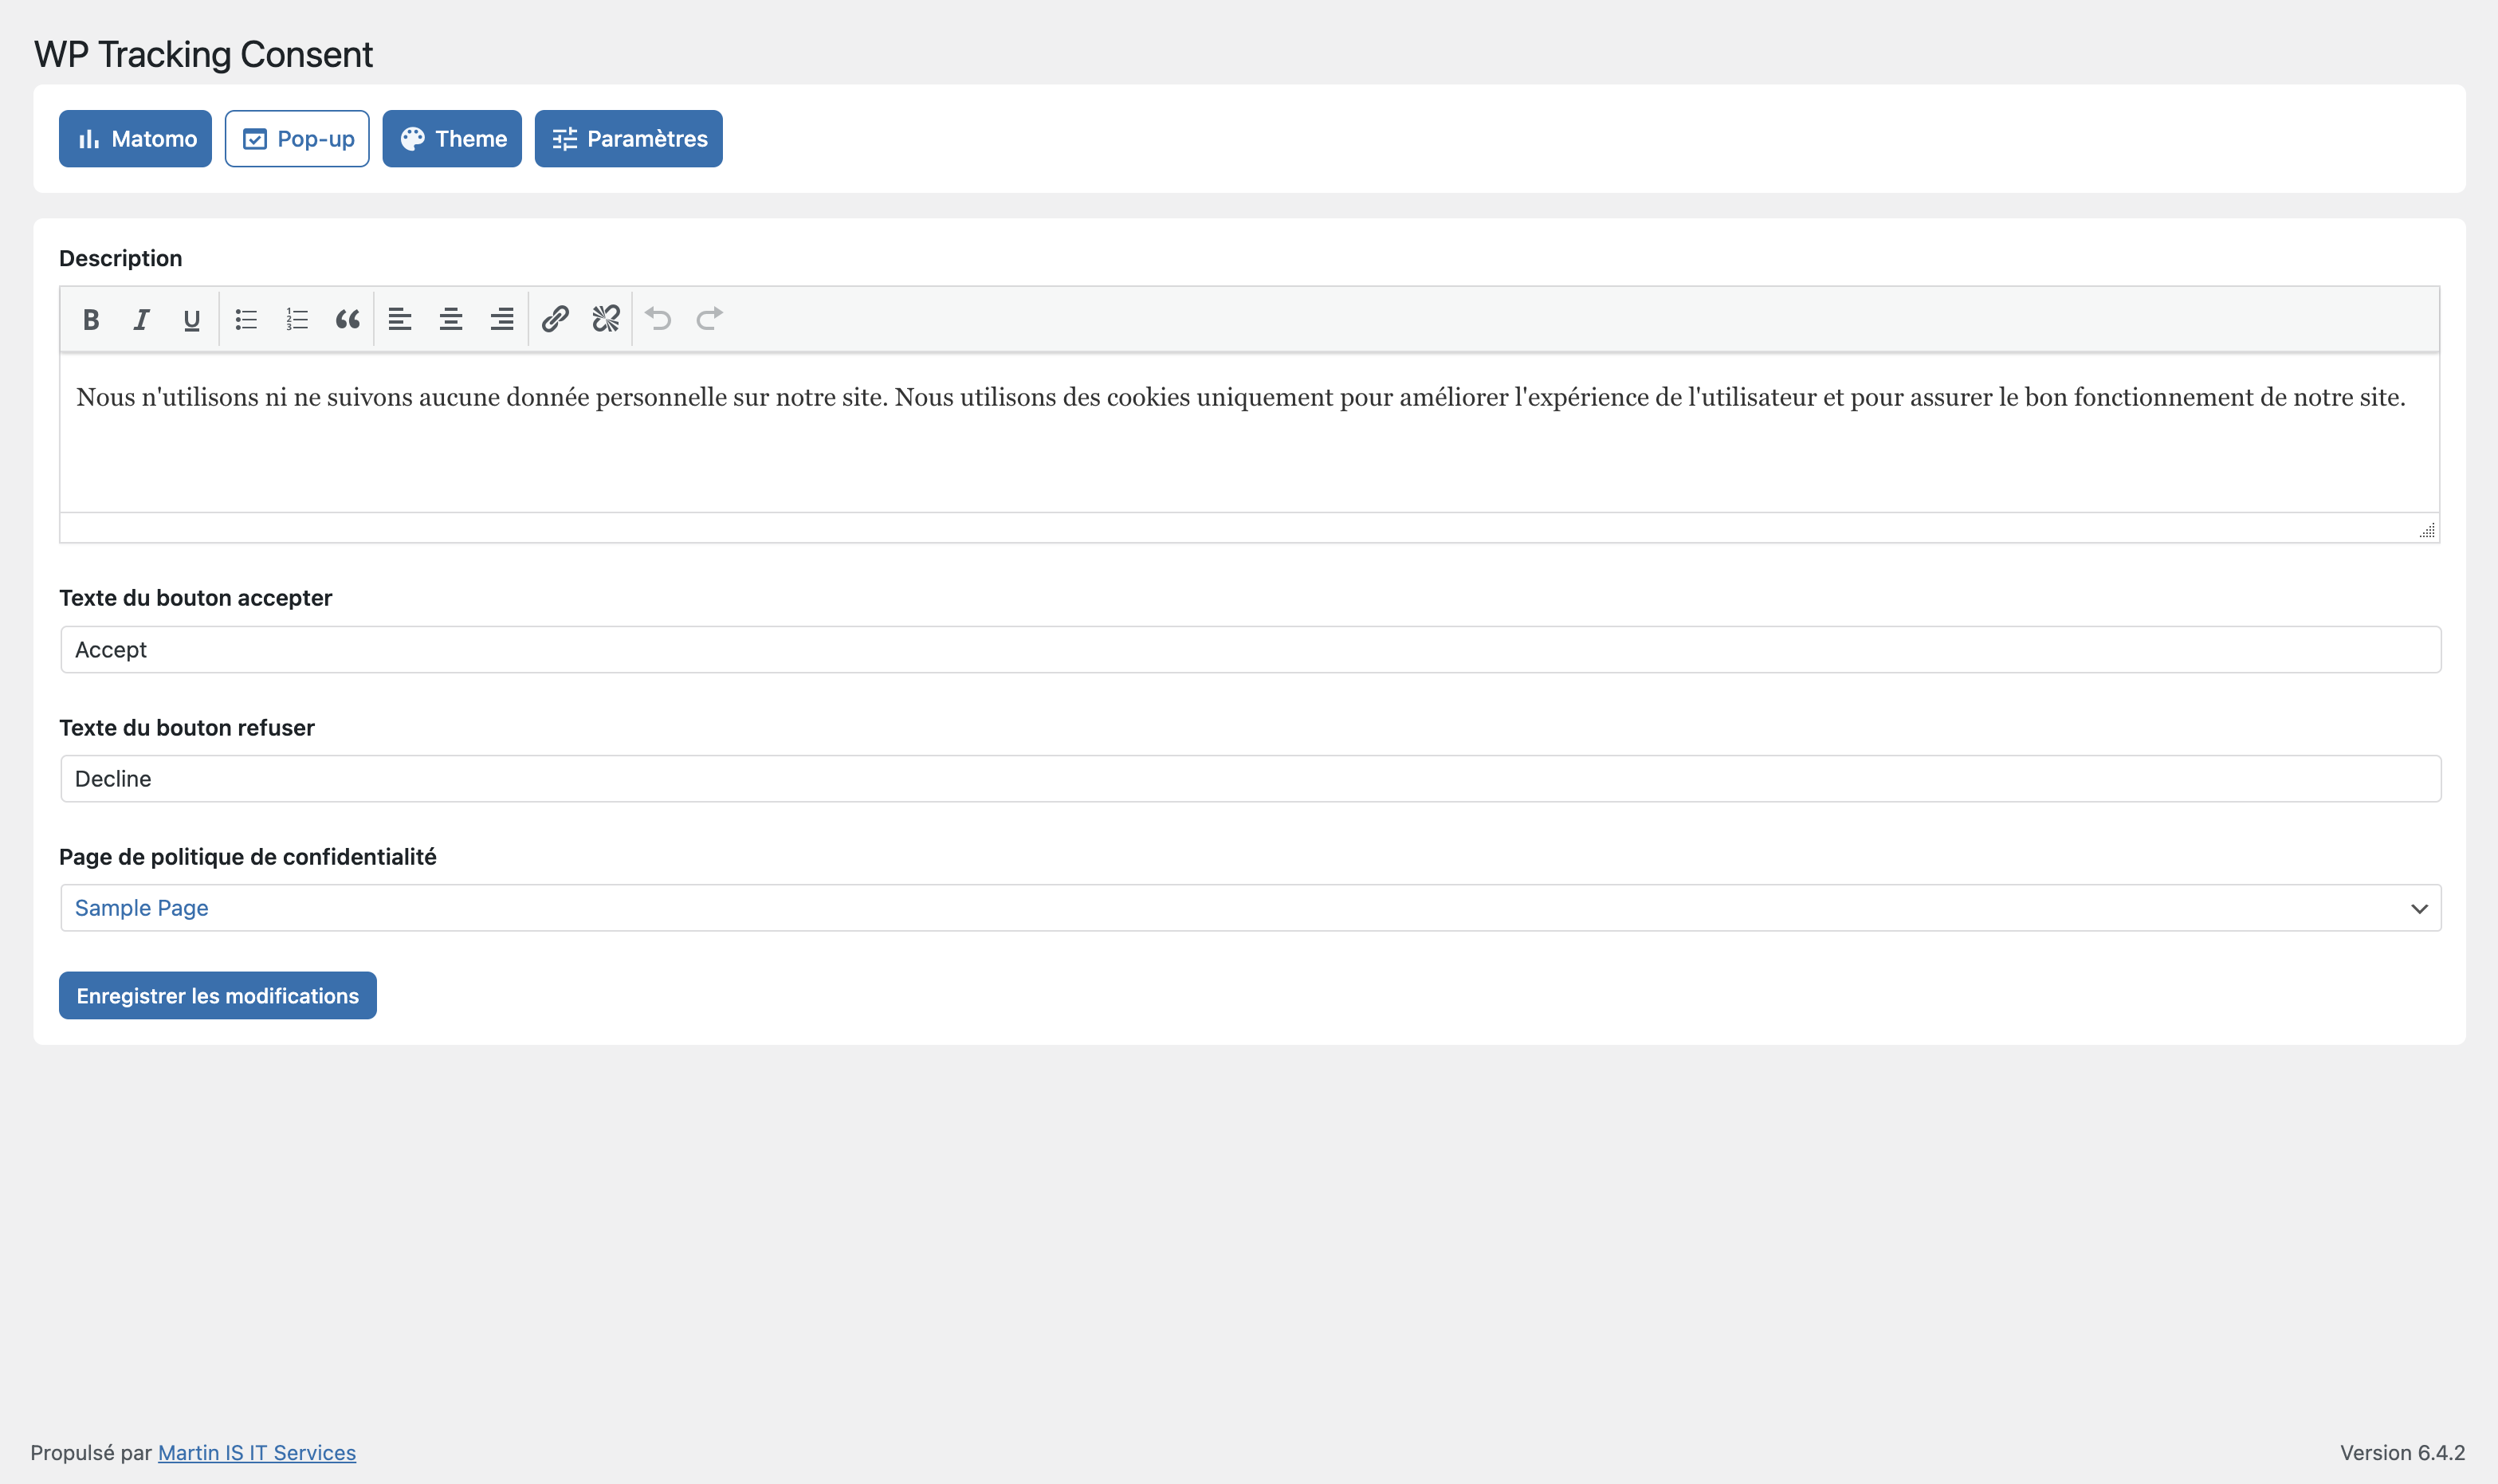 WP Tracking Consent
Matomo
Pop-up
Theme
Paramètres
Description
Nous n'utilisons ni ne suivons aucune donnée personnelle sur notre site. Nous utilisons des cookies uniquement pour améliorer l'expérience de l'utilisateur et pour assurer le bon fonctionnement de notre site.
Texte du bouton accepter
Accept
Texte du bouton refuser
Decline
Page de politique de confidentialité
Sample Page
Enregistrer les modifications
Propulsé par Martin IS IT Services
Version 6.4.2